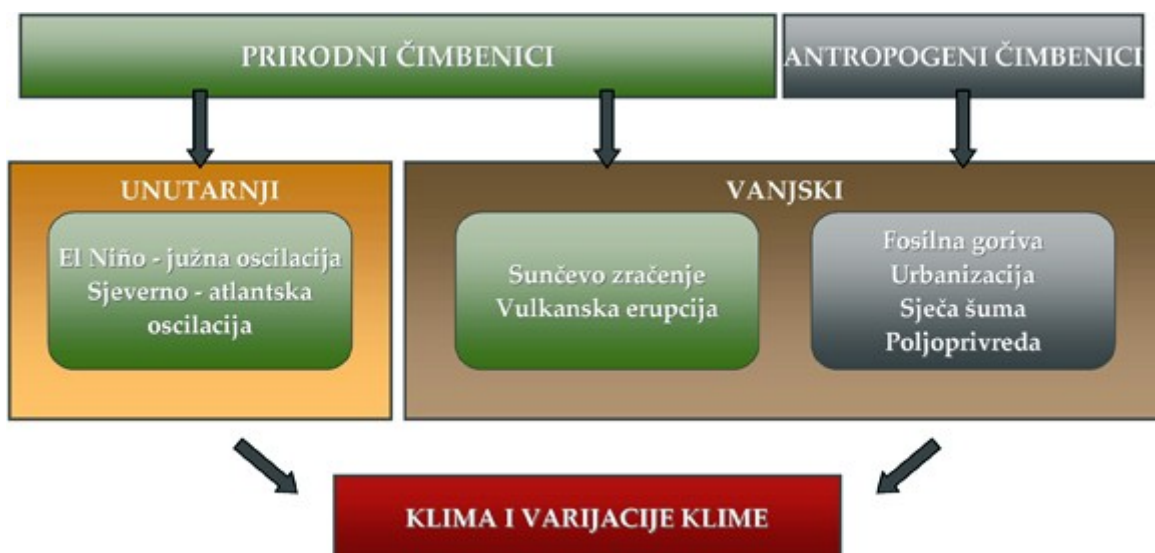 PRIRODNI ČIMBENICI
ANTROPOGENI ČIMBENICI
UNUTARNJI
El Niño - južna oscilacija
Sjeverno - atlantska
oscilacija
VANJSKI
Sunčevo zračenje
Vulkanska erupcija
Fosilna goriva
Urbanizacija
Sječa šuma
Poljoprivreda
KLIMA I VARIJACIJE KLIME